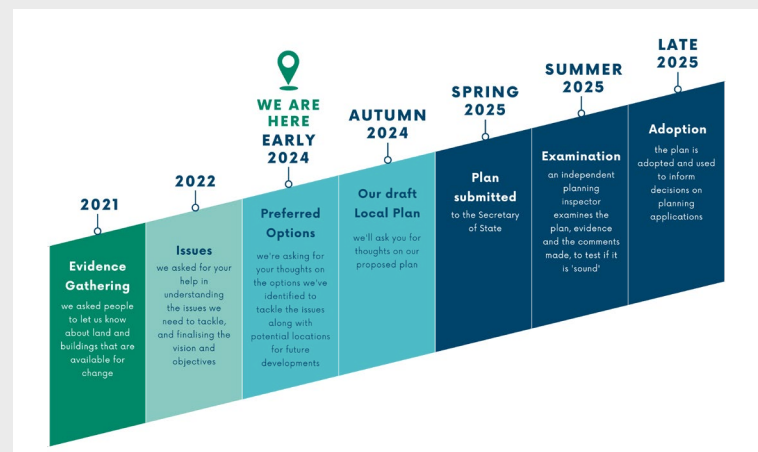 2021
Evidence
Gathering
we asked people
to let us know
about land and
buildings that are
available for
change
2022
Issues
we asked for your
help in
understanding
the issues we
need to tackle,
and finalising the
vision and
objectives
WE ARE
HERE
EARLY
2024
Preferred
Options
we're asking for
your thoughts on
the options we've
identified to
tackle the issues
along with
potential locations
for future
developments
AUTUMN
2024
Our draft
Local Plan
we'll ask you for
thoughts on our
proposed plan
SPRING
2025
Plan
submitted
to the Secretary
of State
SUMMER
2025
Examination
an independent
planning
inspector
examines the
plan, evidence
and the comments
made, to test if it
is 'sound'
LATE
2025
Adoption
the plan is
adopted and used
to inform
decisions on
planning
applications